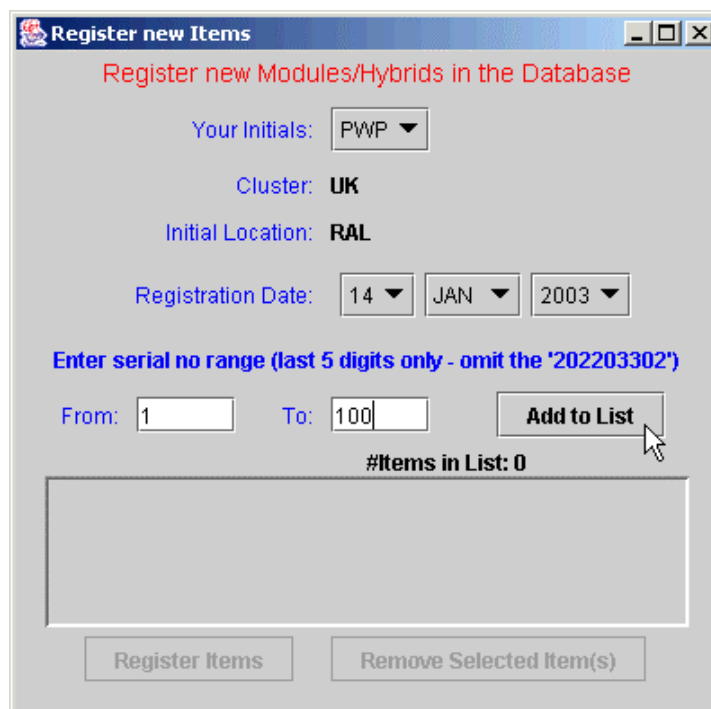 Register new Items
Register new Modules/Hybrids in the Database
Your Initials: PWP
Cluster: UK
Initial Location: RAL
Registration Date: 14 JAN 2003
Enter serial no range (last 5 digits only - omit the '202203302')
From: 1 To: 100 Add to List
#Items in List: 0
Register Items Remove Selected Item(s)